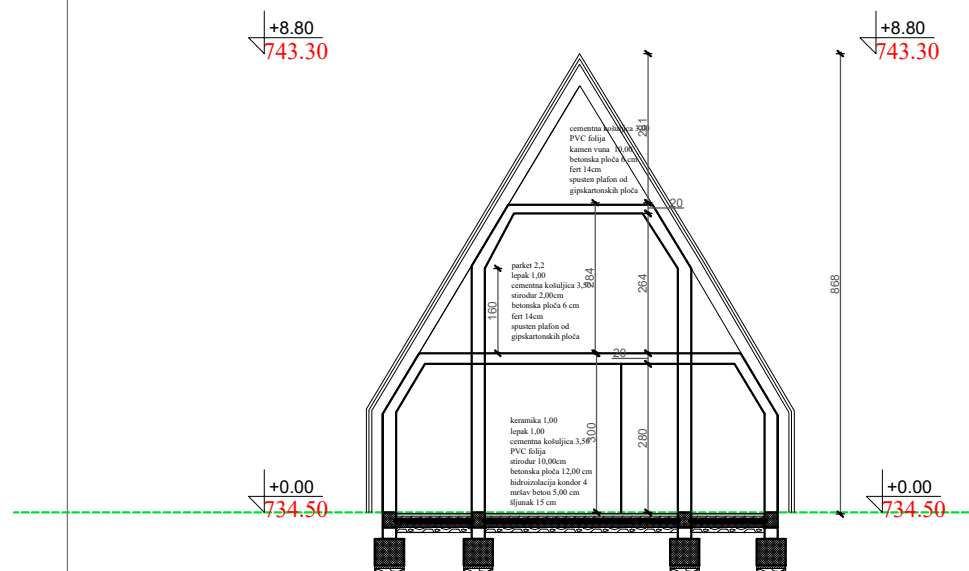 +8.80
743.30
+8.80
743.30
cementna košuljica 3,00
PVC folija
kamen vuna 10,00
betonska ploča 6 cm
fert 14cm
spusten plafon od
gipskartonskih ploča
281
20
parket 2,2
lepak 1,00
cementna košuljica 3,50
stirodur 2,00cm
betonska ploča 6 cm
fert 14cm
spusten plafon od
gipskartonskih ploča
160
284
264
868
20
keramika 1,00
lepak 1,00
cementna košuljica 3,50
PVC folija
stirodur 10,00cm
betonska ploča 12,00 cm
hidroizolacija kondor 4
mršav beton 5,00 cm
šljunak 15 cm
300
280
+0.00
734.50
+0.00
734.50